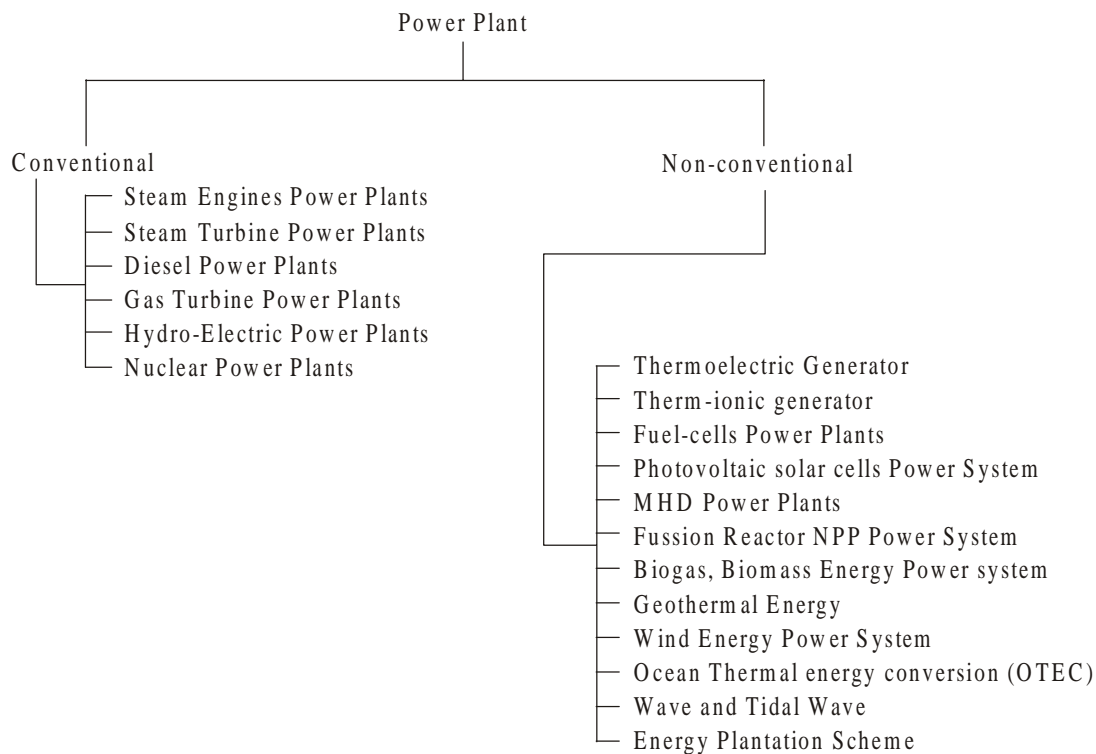 Power Plant
Conventional
Non-conventional
Steam Engines Power Plants
Steam Turbine Power Plants
Diesel Power Plants
Gas Turbine Power Plants
Hydro-Electric Power Plants
Nuclear Power Plants
Thermoelectric Generator
Therm-ionic generator
Fuel-cells Power Plants
Photovoltaic solar cells Power System
MHD Power Plants
Fussion Reactor NPP Power System
Biogas, Biomass Energy Power system
Geothermal Energy
Wind Energy Power System
Ocean Thermal energy conversion (OTEC)
Wave and Tidal Wave
Energy Plantation Scheme